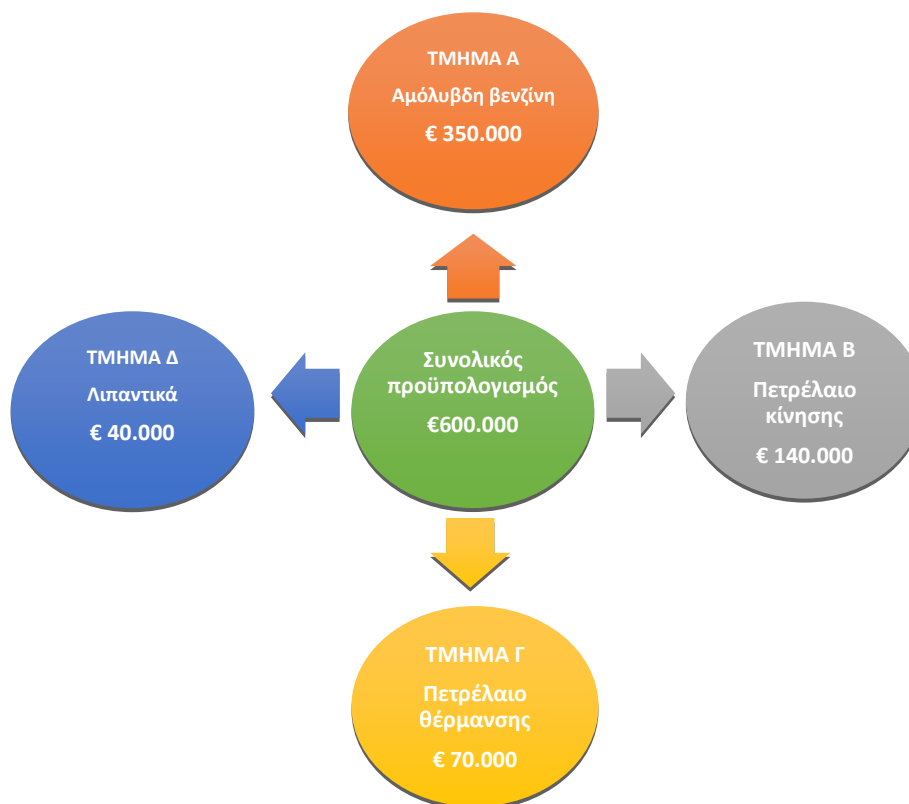 ΤΜΗΜΑ Α
Αμόλυβδη βενζίνη
€ 350.000
ΤΜΗΜΑ Δ
Λιπαντικά
€ 40.000
Συνολικός
προϋπολογισμός
€600.000
ΤΜΗΜΑ Β
Πετρέλαιο
κίνησης
€ 140.000
ΤΜΗΜΑ Γ
Πετρέλαιο
θέρμανσης
€ 70.000